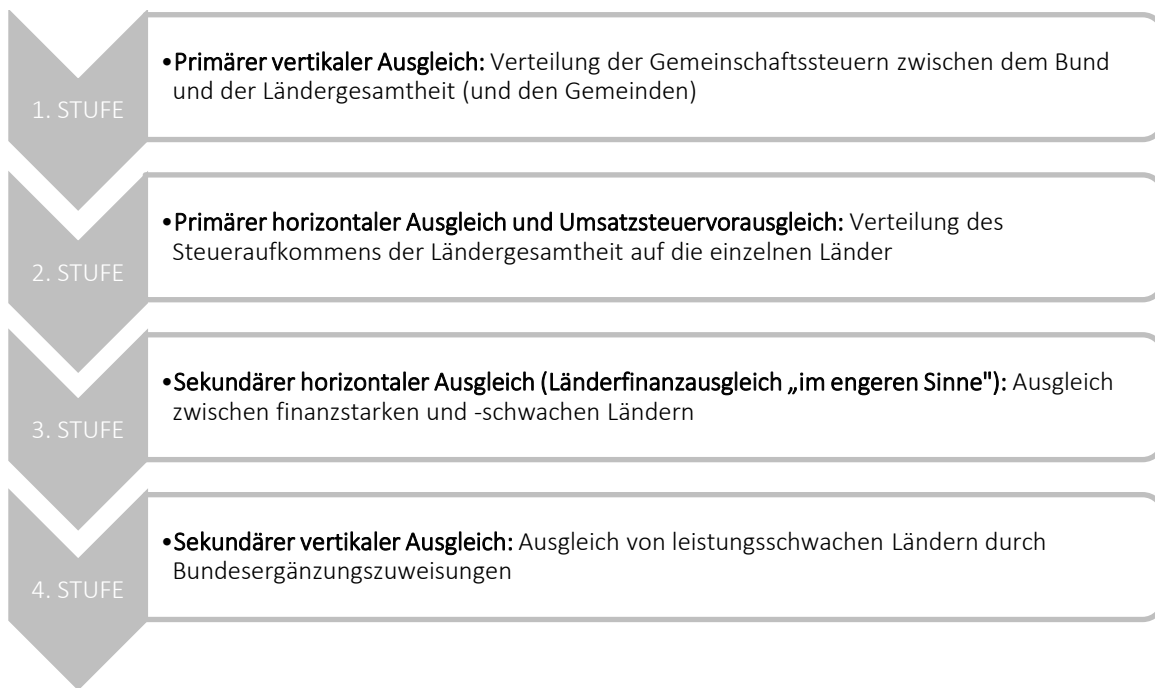 1. STUFE
•Primärer vertikaler Ausgleich: Verteilung der Gemeinschaftssteuern zwischen dem Bund
und der Ländergesamtheit (und den Gemeinden)
2. STUFE
•Primärer horizontaler Ausgleich und Umsatzsteuervorausgleich: Verteilung des
Steueraufkommens der Ländergesamtheit auf die einzelnen Länder
3. STUFE
•Sekundärer horizontaler Ausgleich (Länderfinanzausgleich „im engeren Sinne"): Ausgleich
zwischen finanzstarken und -schwachen Ländern
4. STUFE
•Sekundärer vertikaler Ausgleich: Ausgleich von leistungsschwachen Ländern durch
Bundesergänzungszuweisungen